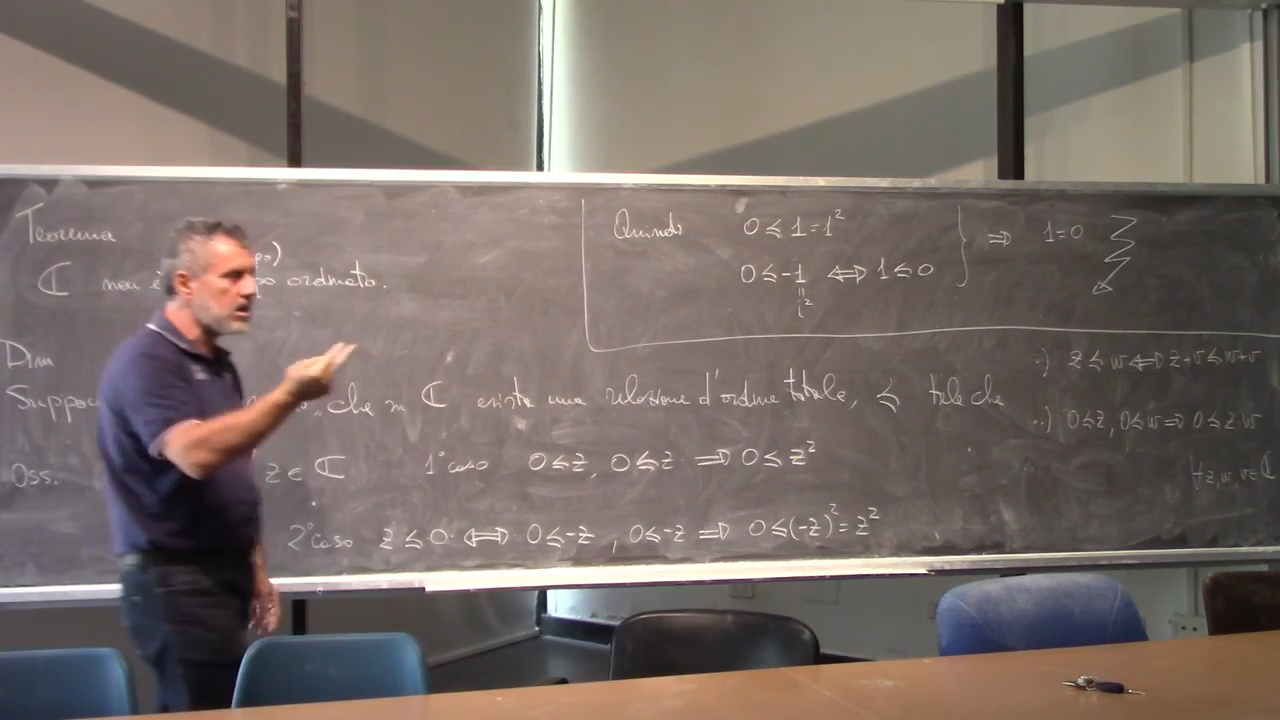 Teorema
ℂ non è ordinato.
Dim
Suppo , che in ℂ esista una relazione d'ordine totale, ≤ tale che
·) z ≤ w ⟺ z+v ≤ w+v
··) 0≤z, 0≤w ⟹ 0≤z·w
∀z,w,v∈ℂ
Oss. z ∈ ℂ 1° caso 0≤z, 0≤z ⟹ 0≤z²
2° caso z≤0 ⟺ 0≤-z, 0≤-z ⟹ 0≤(-z)²=z²
Quindi 0≤1=1²
0≤-1 ⟺ 1≤0 } ⟹ 1=0
=
i²